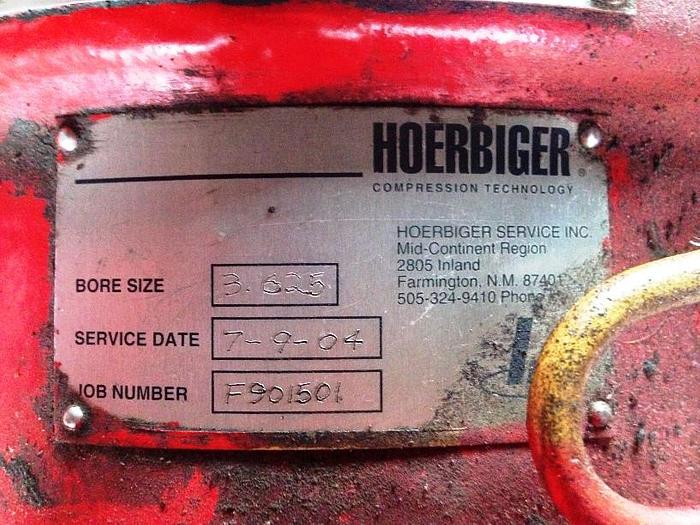 HOERBIGER®
COMPRESSION TECHNOLOGY
HOERBIGER SERVICE INC.
Mid-Continent Region
2805 Inland
Farmington, N.M. 87401
505-324-9410 Phone
BORE SIZE 3.625
SERVICE DATE 7-9-04
JOB NUMBER F901501